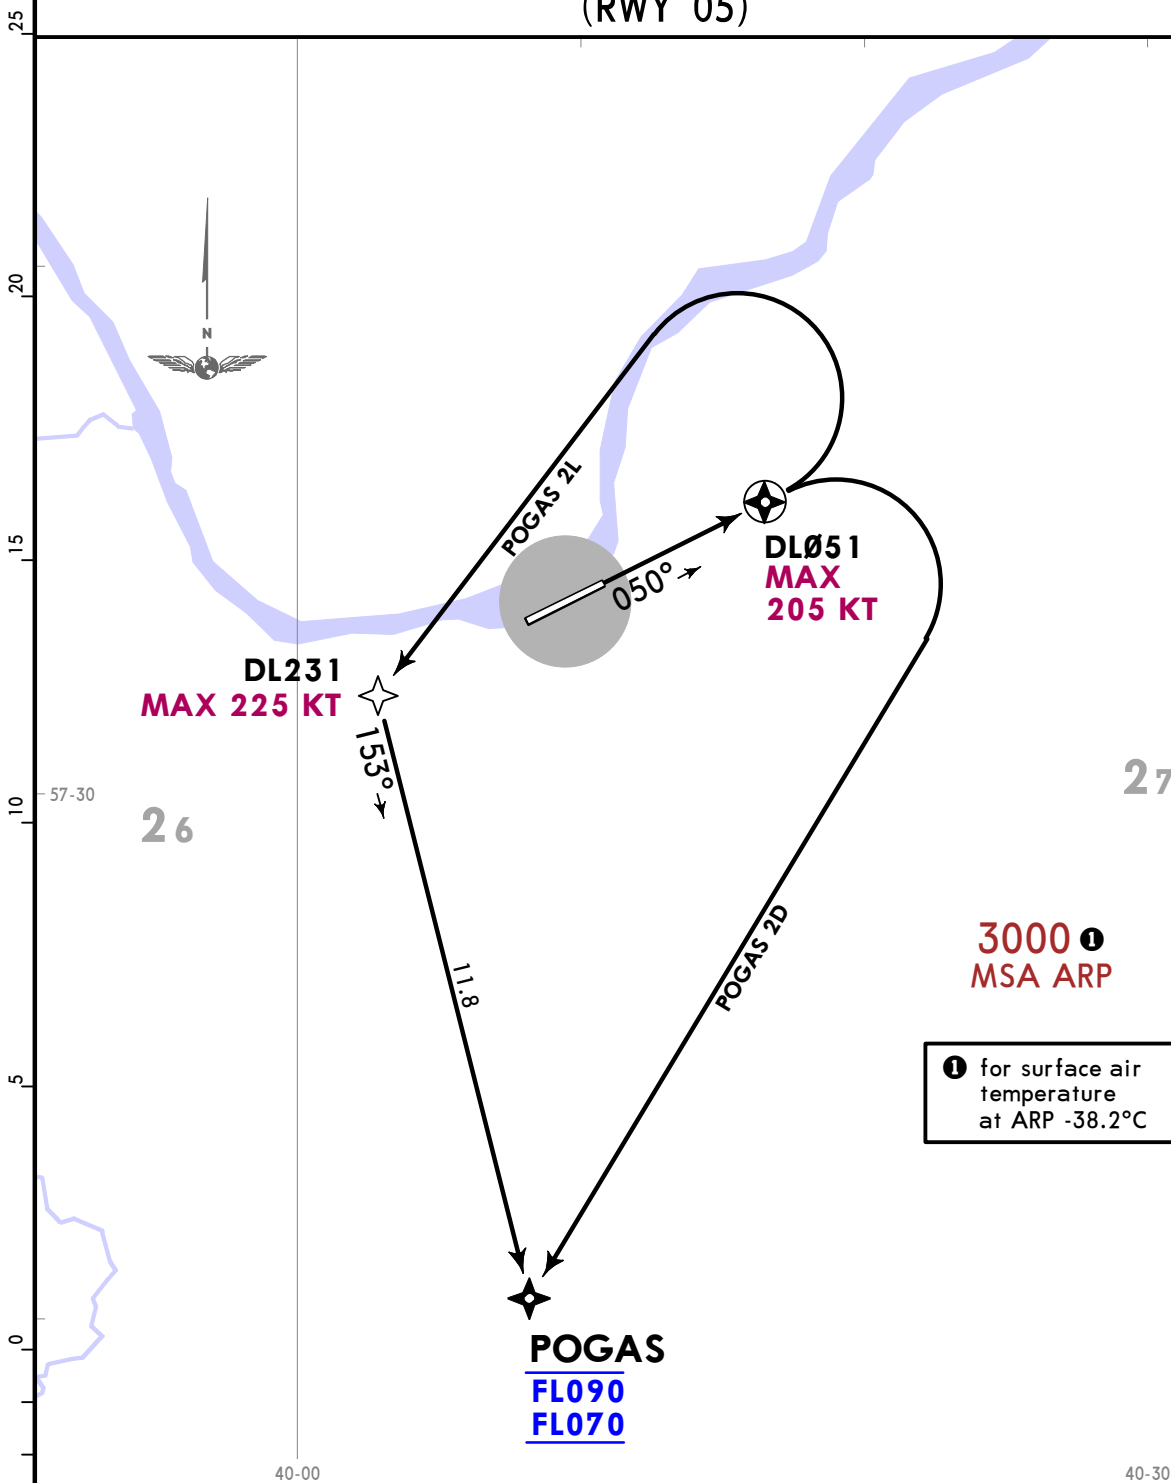 (RWY 05)
25
20
15
10
5
0
N
POGAS 2L
050°
DLØ51
MAX
205 KT
DL231
MAX 225 KT
153°
57-30
26
27
11.8
POGAS 2D
3000 ❶
MSA ARP
❶ for surface air
temperature
at ARP -38.2°C
POGAS
FL090
FL070
40-00
40-30